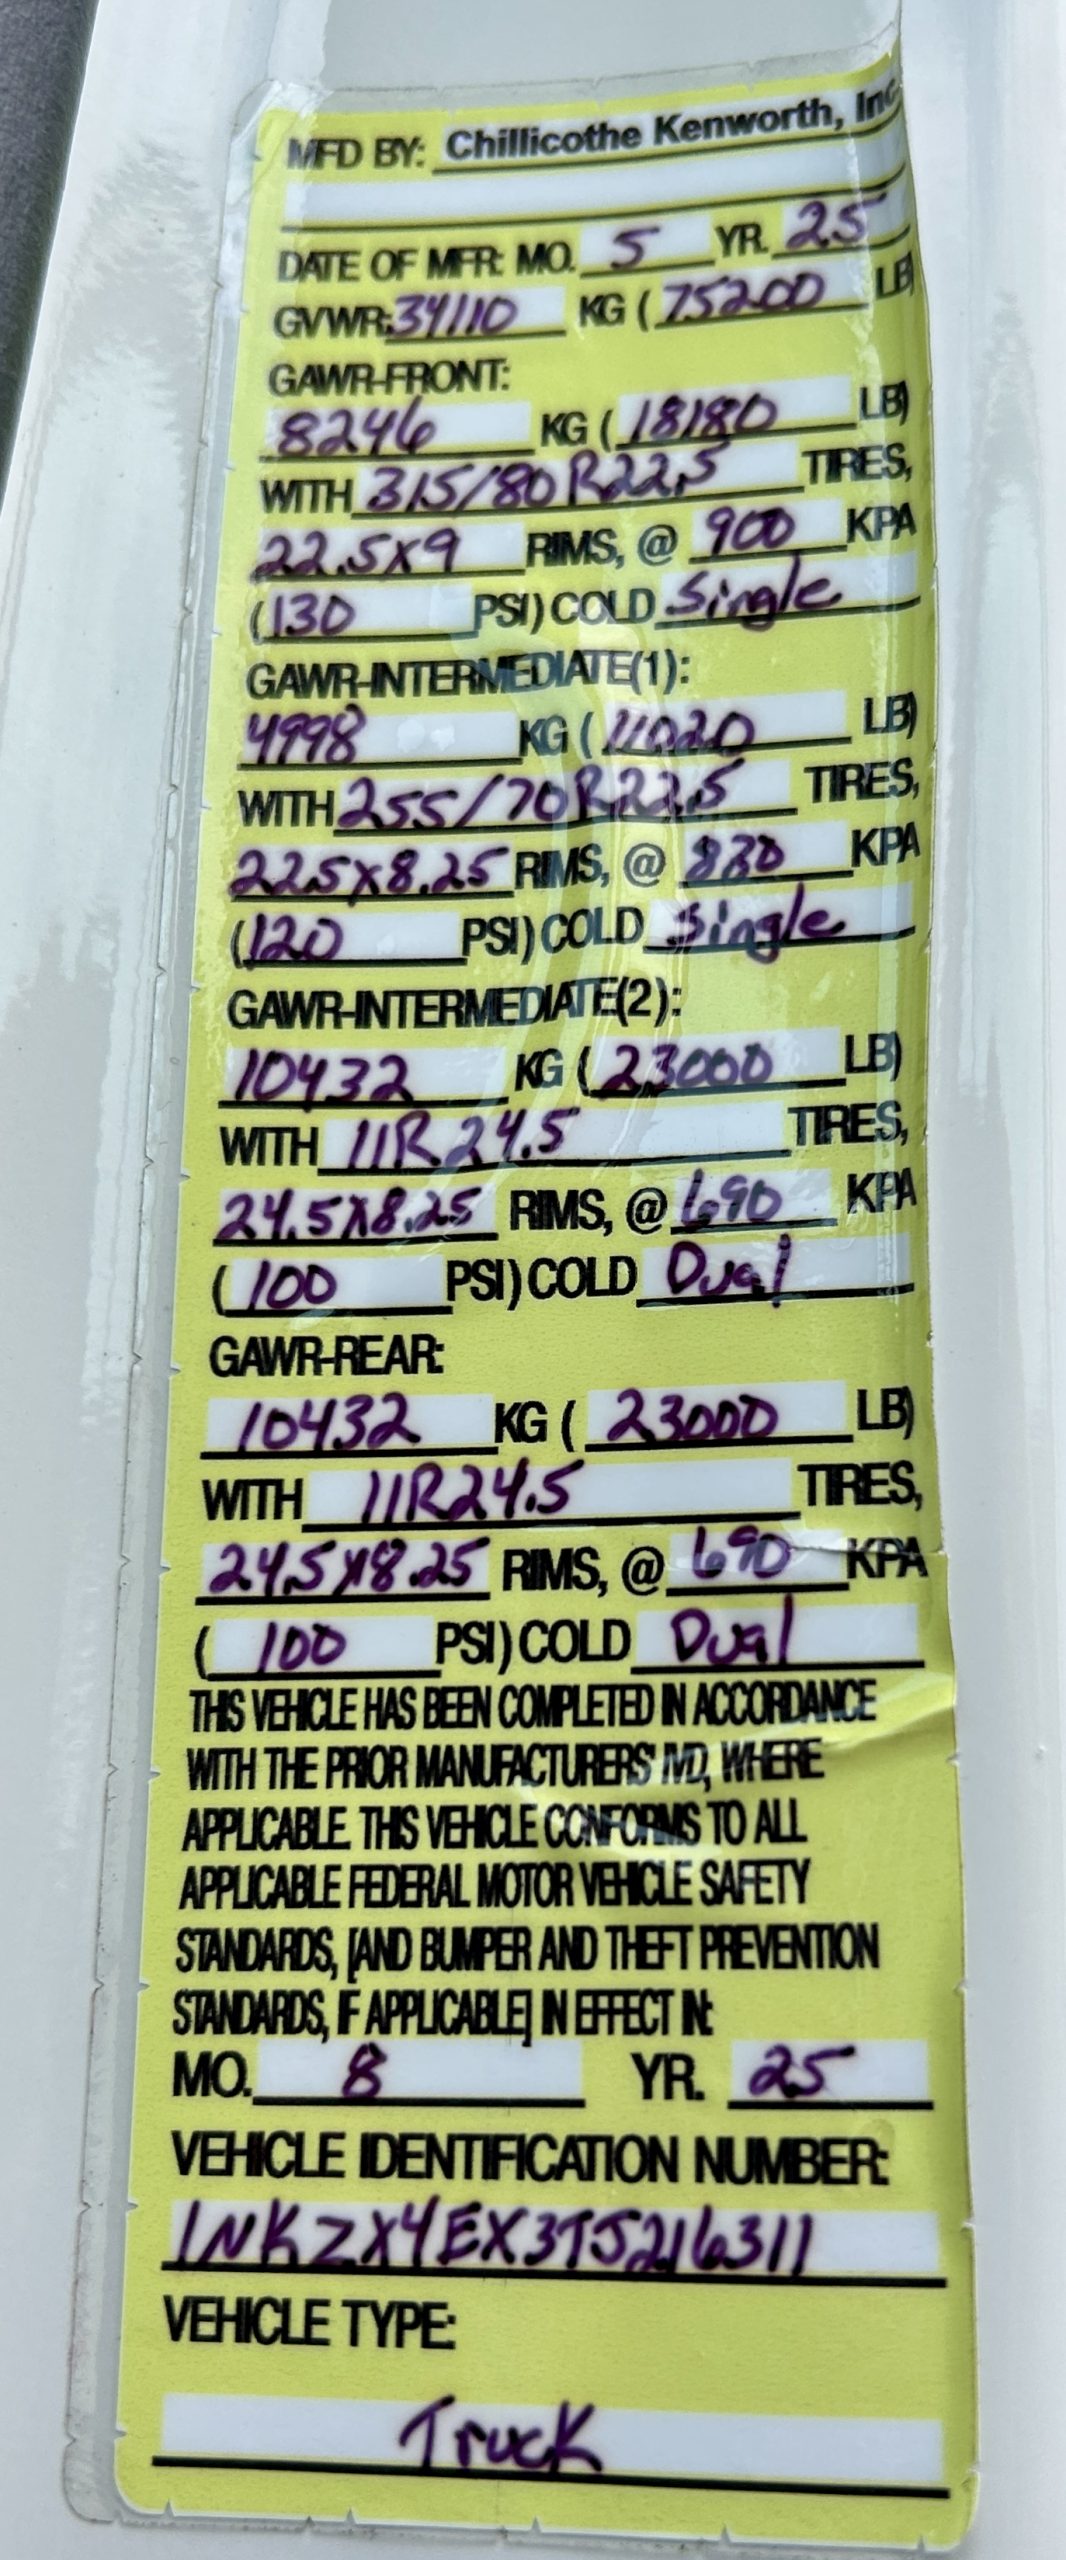 MFD BY: Chillicothe Kenworth, Inc.
DATE OF MFR: MO. 5 YR. 25
GVWR: 34110 KG ( 75200 LB)
GAWR-FRONT:
8246 KG ( 18180 LB)
WITH 315/80 R22.5 TIRES,
22.5x9 RIMS, @ 900 KPA
(130 PSI) COLD Single
GAWR-INTERMEDIATE(1):
4998 KG ( 11020 LB)
WITH 255/70R22.5 TIRES,
22.5x8.25 RIMS, @ 830 KPA
(120 PSI) COLD Single
GAWR-INTERMEDIATE(2):
10432 KG ( 23000 LB)
WITH 11R24.5 TIRES,
24.5x8.25 RIMS, @ 690 KPA
( 100 PSI) COLD Dual
GAWR-REAR:
10432 KG ( 23000 LB)
WITH 11R24.5 TIRES,
24.5x8.25 RIMS, @ 690 KPA
( 100 PSI) COLD Dual
THIS VEHICLE HAS BEEN COMPLETED IN ACCORDANCE
WITH THE PRIOR MANUFACTURERS' IVD, WHERE
APPLICABLE. THIS VEHICLE CONFORMS TO ALL
APPLICABLE FEDERAL MOTOR VEHICLE SAFETY
STANDARDS, [AND BUMPER AND THEFT PREVENTION
STANDARDS, IF APPLICABLE] IN EFFECT IN:
MO. 8 YR. 25
VEHICLE IDENTIFICATION NUMBER:
1NKZX4EX3TJ216311
VEHICLE TYPE:
Truck